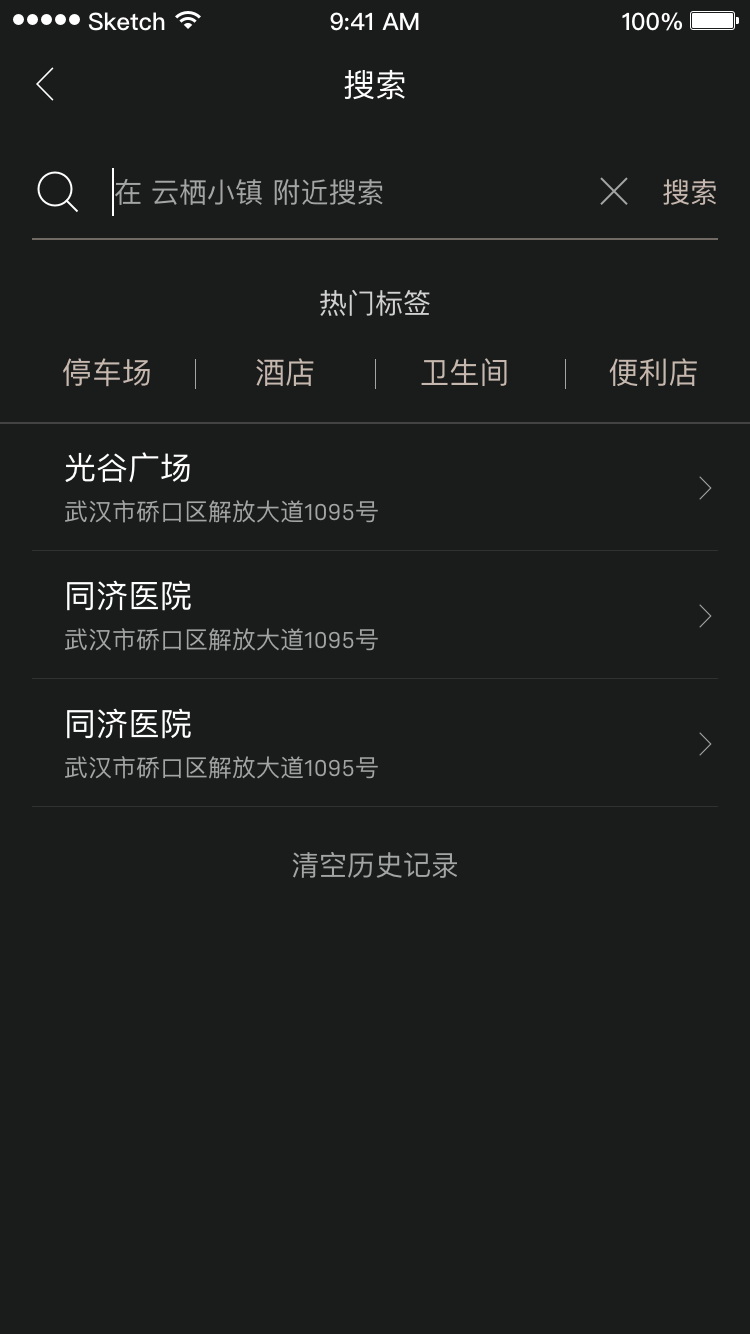 Sketch 9:41 AM 100%
搜索
在 云栖小镇 附近搜索 搜索
热门标签
停车场 酒店 卫生间 便利店
光谷广场
武汉市硚口区解放大道1095号
同济医院
武汉市硚口区解放大道1095号
同济医院
武汉市硚口区解放大道1095号
清空历史记录